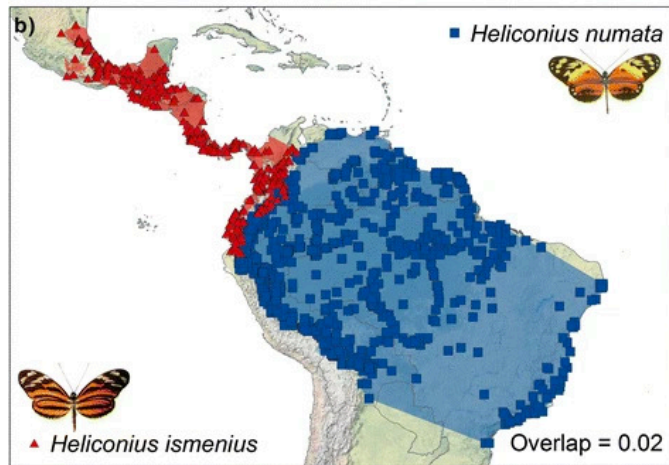 b)
Heliconius numata
Heliconius ismenius
Overlap = 0.02